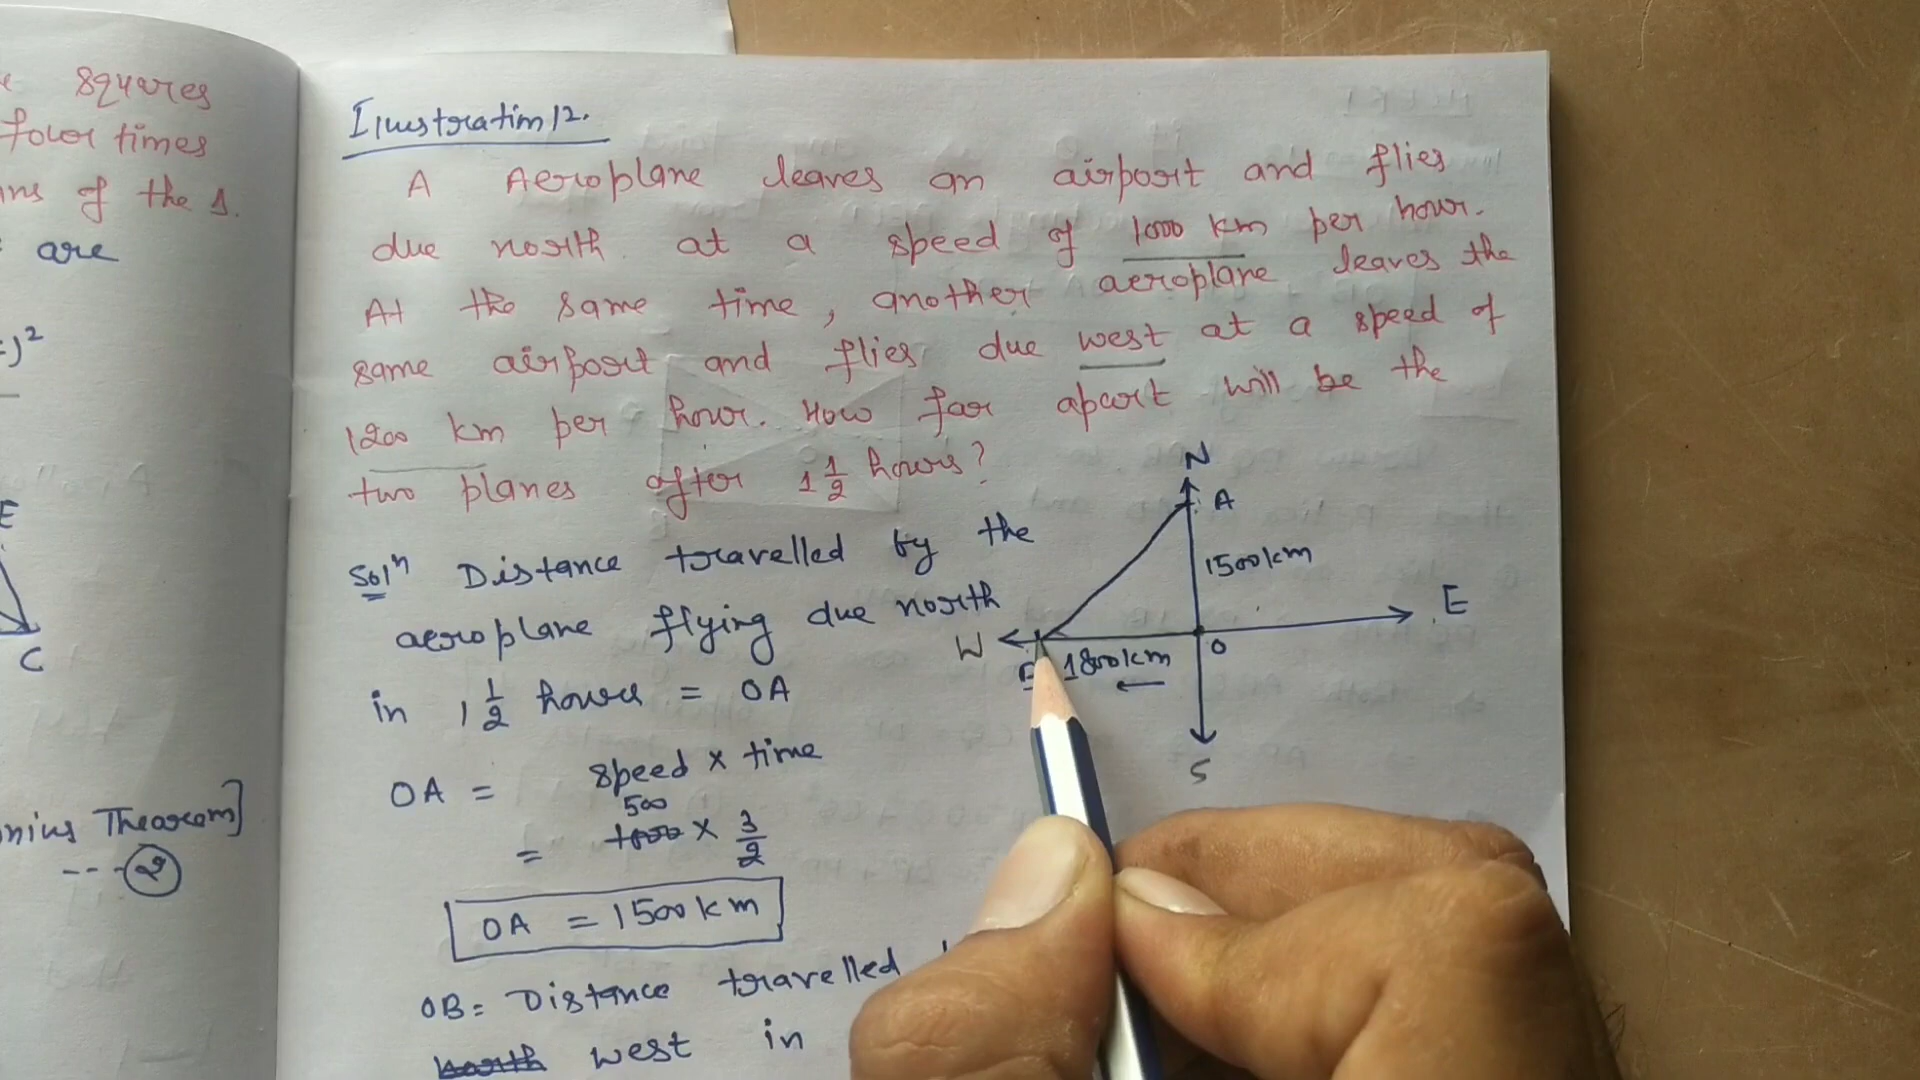 squares
four times
of the
are
)²
E
C
Theorem]
---②
Illustration 12.
A Aeroplane leaves an airport and flies
due north at a speed of 1000 km per hour.
At the same time, another aeroplane leaves the
same airport and flies due west at a speed of
1200 km per hour. How far apart will be the
two planes after 1 1/2 hours?
Solⁿ Distance travelled by the
aeroplane flying due north
in 1 1/2 hours = OA
OA = speed × time
500
= 1000 × 3/2
OA = 1500 km
OB = Distance travelled
north west in
N
A
1500 km
E
W
O
1800 km
S